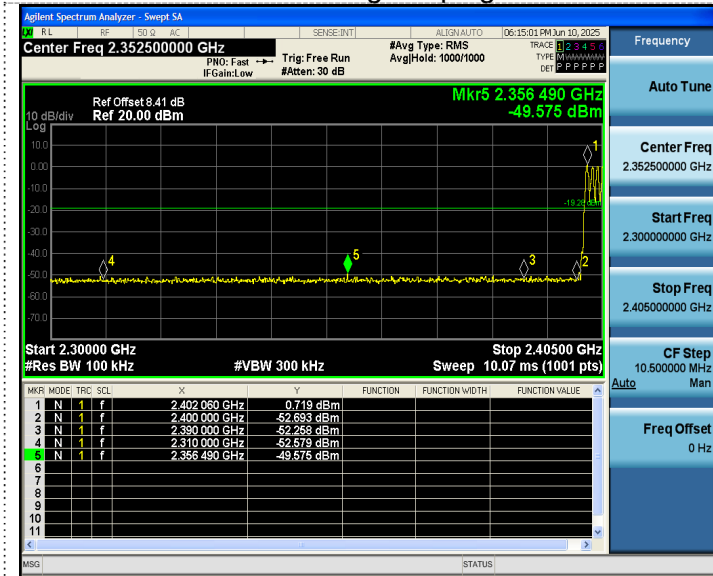 Agilent Spectrum Analyzer - Swept SA
RL RF 50 Ω AC SENSE:INT ALIGN AUTO 06:15:01 PM Jun 10, 2025
Center Freq 2.352500000 GHz
PNO: Fast
IFGain:Low
Trig: Free Run
#Atten: 30 dB
#Avg Type: RMS
Avg|Hold: 1000/1000
TRACE 1 2 3 4 5 6
TYPE M
DET P P P P P P
Ref Offset 8.41 dB
10 dB/div Ref 20.00 dBm
Log
Mkr5 2.356 490 GHz
-49.575 dBm
10.0
0.00
-10.0
-20.0
-30.0
-40.0
-50.0
-60.0
-70.0
1
2
3
4
5
Start 2.30000 GHz Stop 2.40500 GHz
#Res BW 100 kHz #VBW 300 kHz Sweep 10.07 ms (1001 pts)
MKR MODE TRC SCL X Y FUNCTION FUNCTION WIDTH FUNCTION VALUE
1 N 1 f 2.402 060 GHz 0.719 dBm
2 N 1 f 2.400 000 GHz -52.693 dBm
3 N 1 f 2.390 000 GHz -52.258 dBm
4 N 1 f 2.310 000 GHz -52.579 dBm
5 N 1 f 2.356 490 GHz -49.575 dBm
6
7
8
9
10
11
MSG STATUS
Frequency
Auto Tune
Center Freq
2.352500000 GHz
Start Freq
2.300000000 GHz
Stop Freq
2.405000000 GHz
CF Step
10.500000 MHz
Auto Man
Freq Offset
0 Hz